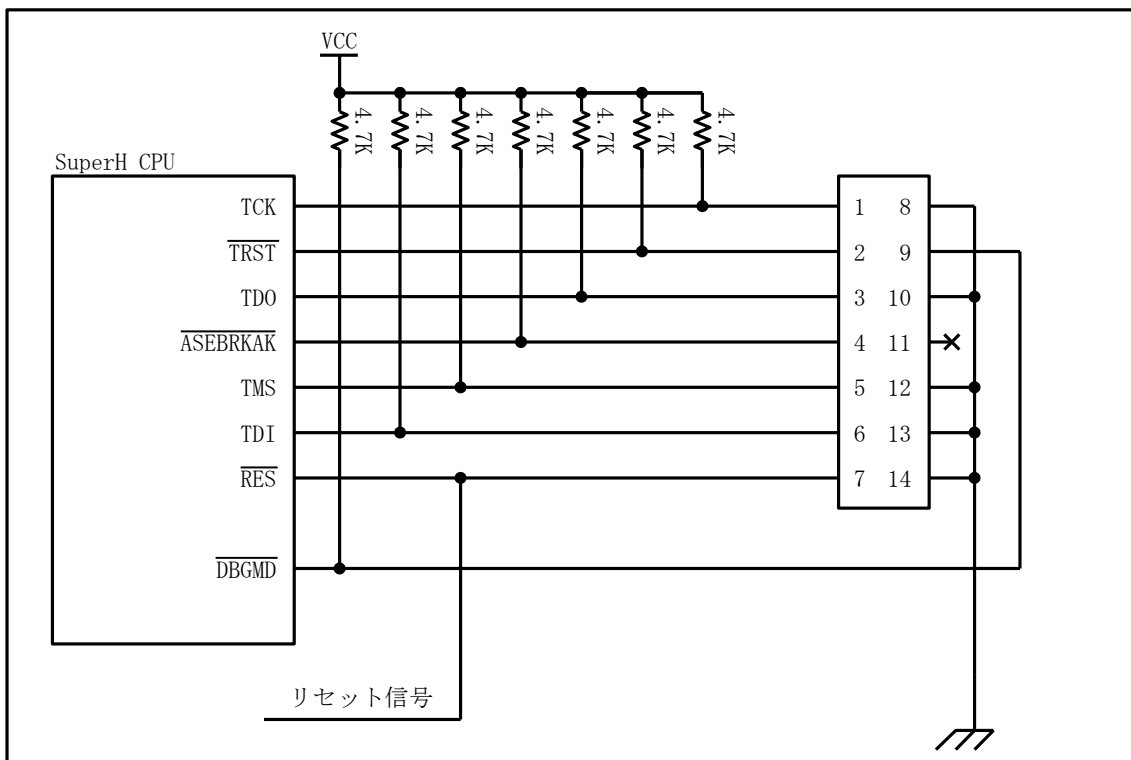 VCC
4.7K 4.7K 4.7K 4.7K 4.7K 4.7K 4.7K
SuperH CPU
TCK 1 8
TRST 2 9
TDO 3 10
ASEBRKAK 4 11
TMS 5 12
TDI 6 13
RES 7 14
DBGMD
リセット信号